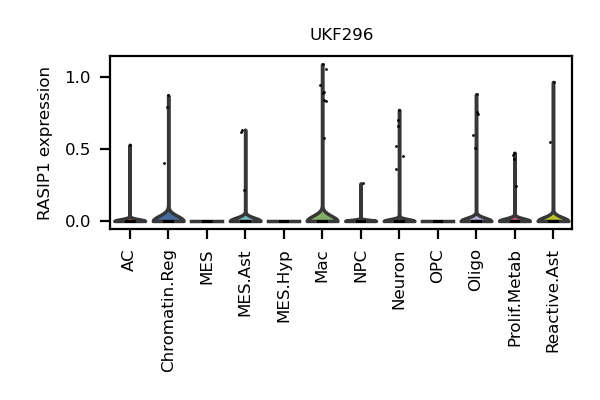 UKF296
RASIP1 expression
1.0
0.5
0.0
AC
Chromatin.Reg
MES
MES.Ast
MES.Hyp
Mac
NPC
Neuron
OPC
Oligo
Prolif.Metab
Reactive.Ast